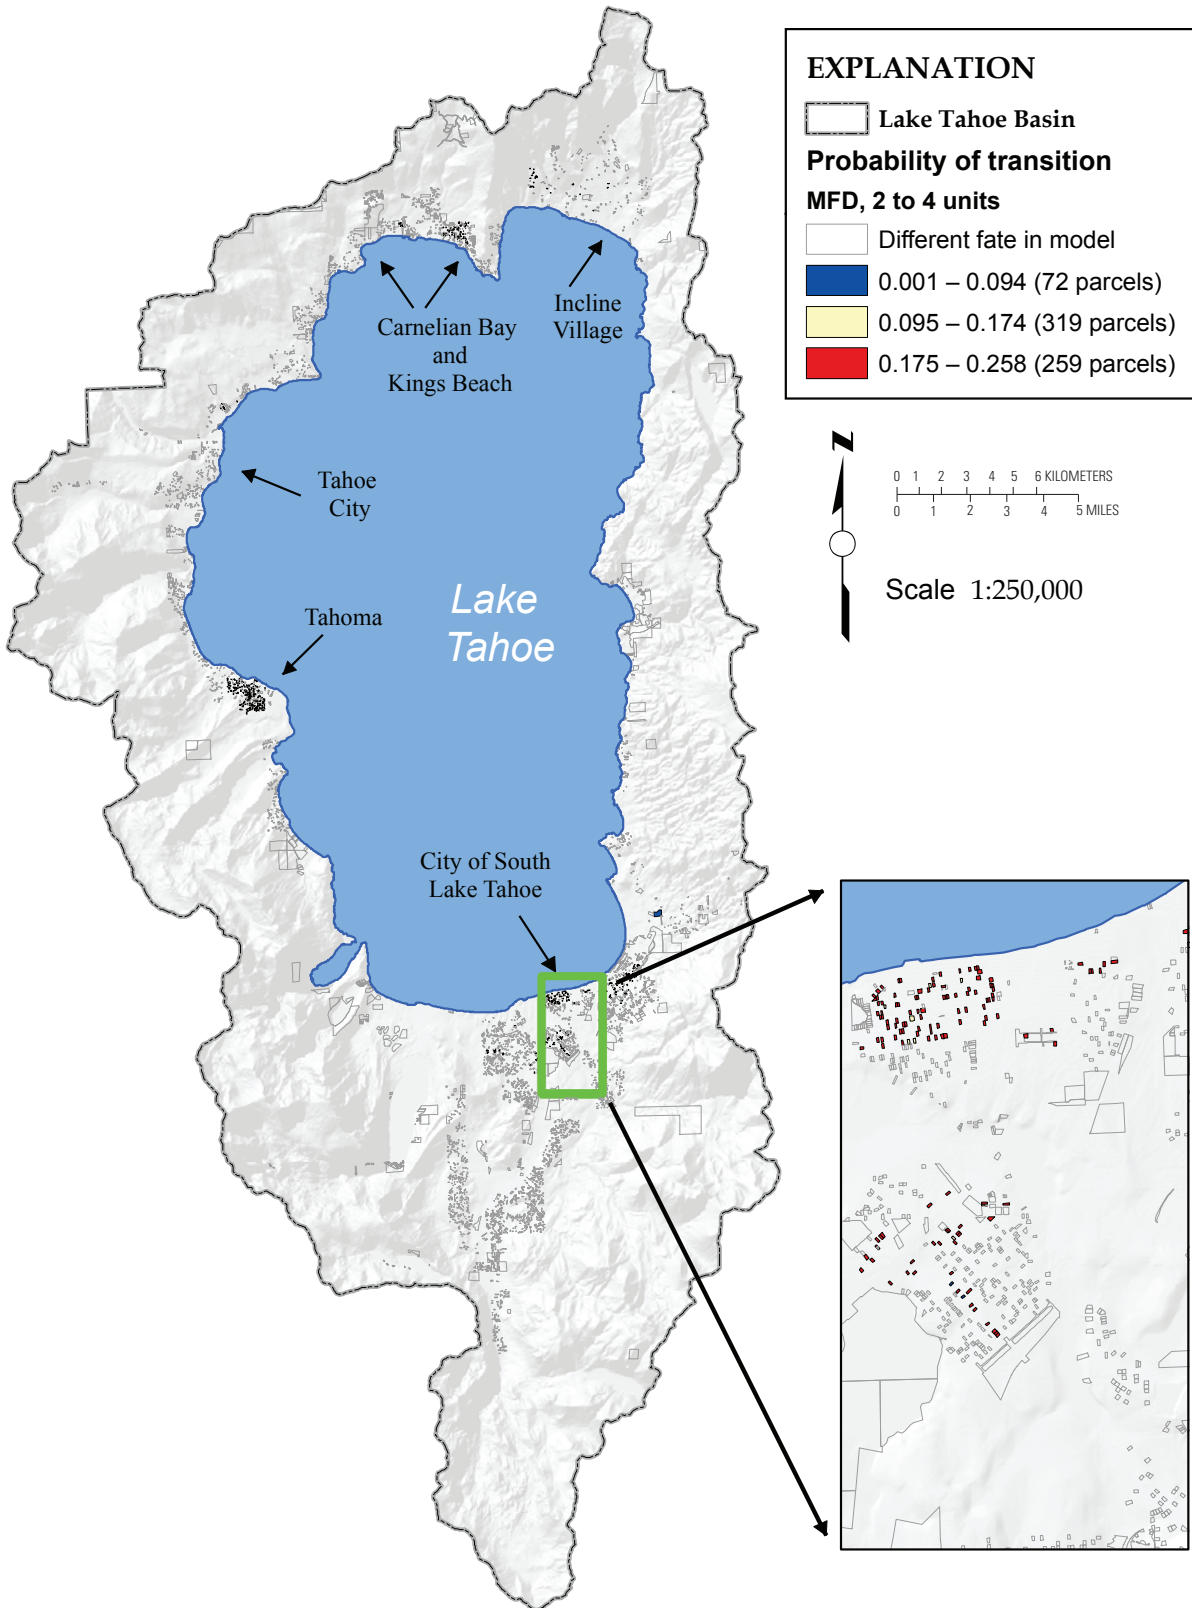 EXPLANATION
Lake Tahoe Basin
Probability of transition
MFD, 2 to 4 units
Different fate in model
0.001 – 0.094 (72 parcels)
0.095 – 0.174 (319 parcels)
0.175 – 0.258 (259 parcels)
Carnelian Bay
and
Kings Beach
Incline
Village
N
0 1 2 3 4 5 6 KILOMETERS
0 1 2 3 4 5 MILES
Scale 1:250,000
Tahoe
City
Lake
Tahoe
Tahoma
City of South
Lake Tahoe